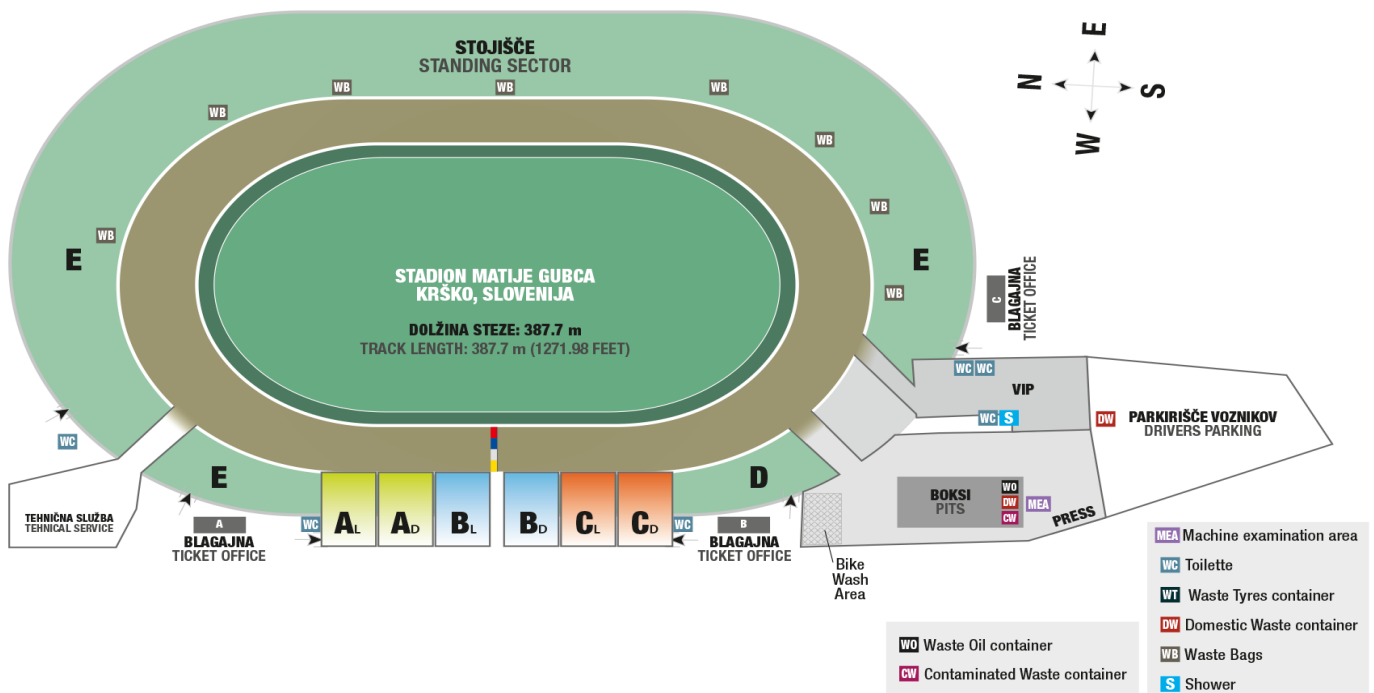 STOJIŠČE
STANDING SECTOR
E
N
S
W
WB
WB
WB
WB
WB
WB
WB
WB
WB
E
E
STADION MATIJE GUBCA
KRŠKO, SLOVENIJA
DOLŽINA STEZE: 387.7 m
TRACK LENGTH: 387.7 m (1271.98 FEET)
C
BLAGAJNA
TICKET OFFICE
WC WC
VIP
WC S
DW
PARKIRIŠČE VOZNIKOV
DRIVERS PARKING
WC
E
D
TEHNIČNA SLUŽBA
TEHNICAL SERVICE
A
BLAGAJNA
TICKET OFFICE
WC
AL
AD
BL
BD
CL
CD
WC
B
BLAGAJNA
TICKET OFFICE
BOKSI
PITS
WO
DW
CW
MEA
PRESS
Bike
Wash
Area
MEA Machine examination area
WC Toilette
WT Waste Tyres container
DW Domestic Waste container
WB Waste Bags
S Shower
WO Waste Oil container
CW Contaminated Waste container